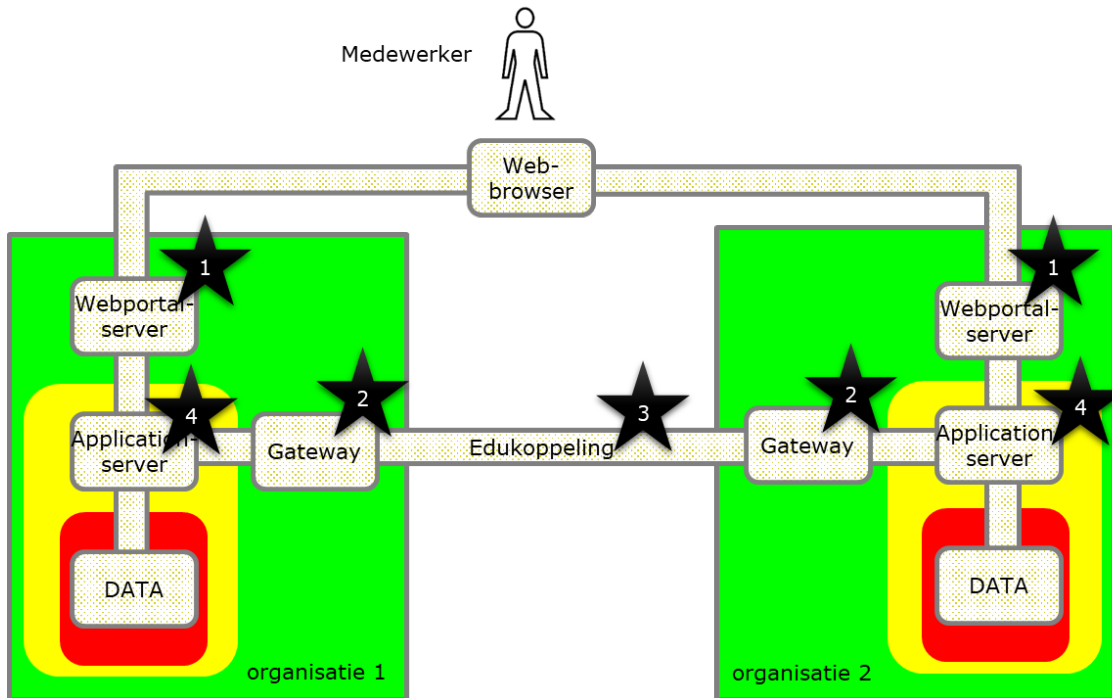 Medewerker
Web-
browser
1
1
Webportal-
server
Webportal-
server
2
2
4
3
4
Application-
server
Gateway
Edukoppeling
Gateway
Application
server
DATA
DATA
organisatie 1
organisatie 2